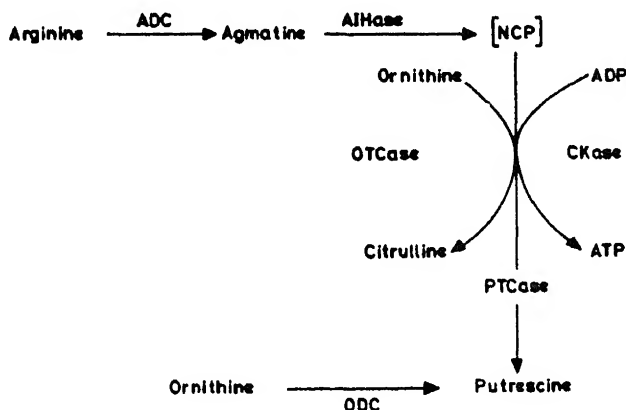 ADC
AIHase
Arginine Agmatine [NCP]
Ornithine ADP
OTCase CKase
Citrulline ATP
PTCase
Ornithine Putrescine
ODC